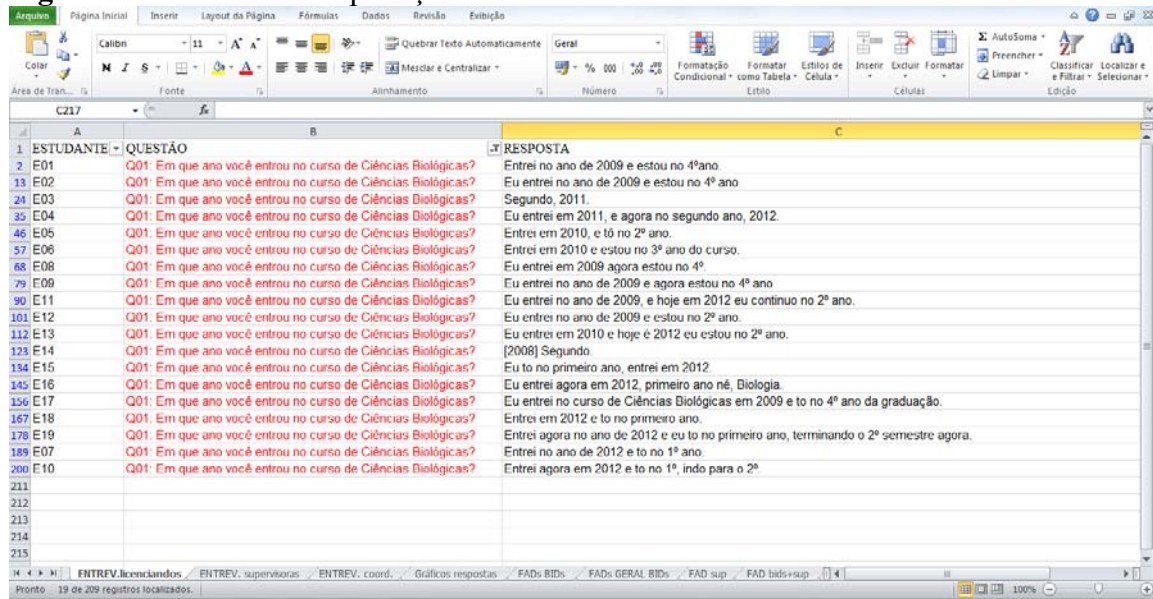 Arquivo Página Inicial Inserir Layout da Página Fórmulas Dados Revisão Exibição
Colar
Calibri 11 A A
N I S A
Quebrar Texto Automaticamente
Mesclar e Centralizar
Geral
% 000
Formatação Condicional
Formatar como Tabela
Estilos de Célula
Inserir Excluir Formatar
Σ AutoSoma
Preencher
Limpar
Classificar e Filtrar
Localizar e Selecionar
Área de Tran... Fonte Alinhamento Número Estilo Células Edição
C217 fx
A B C
1 ESTUDANTE QUESTÃO RESPOSTA
2 E01 Q01: Em que ano você entrou no curso de Ciências Biológicas? Entrei no ano de 2009 e estou no 4ºano.
13 E02 Q01: Em que ano você entrou no curso de Ciências Biológicas? Eu entrei no ano de 2009 e estou no 4º ano
24 E03 Q01: Em que ano você entrou no curso de Ciências Biológicas? Segundo, 2011.
35 E04 Q01: Em que ano você entrou no curso de Ciências Biológicas? Eu entrei em 2011, e agora no segundo ano, 2012.
46 E05 Q01: Em que ano você entrou no curso de Ciências Biológicas? Entrei em 2010, e tô no 2º ano.
57 E06 Q01: Em que ano você entrou no curso de Ciências Biológicas? Entrei em 2010 e estou no 3º ano do curso.
68 E08 Q01: Em que ano você entrou no curso de Ciências Biológicas? Eu entrei em 2009 agora estou no 4º.
79 E09 Q01: Em que ano você entrou no curso de Ciências Biológicas? Eu entrei no ano de 2009 e agora estou no 4º ano
90 E11 Q01: Em que ano você entrou no curso de Ciências Biológicas? Eu entrei no ano de 2009, e hoje em 2012 eu continuo no 2º ano.
101 E12 Q01: Em que ano você entrou no curso de Ciências Biológicas? Eu entrei no ano de 2009 e estou no 2º ano.
112 E13 Q01: Em que ano você entrou no curso de Ciências Biológicas? Eu entrei em 2010 e hoje é 2012 eu estou no 2º ano.
123 E14 Q01: Em que ano você entrou no curso de Ciências Biológicas? [2008] Segundo.
134 E15 Q01: Em que ano você entrou no curso de Ciências Biológicas? Eu to no primeiro ano, entrei em 2012.
145 E16 Q01: Em que ano você entrou no curso de Ciências Biológicas? Eu entrei agora em 2012, primeiro ano né, Biologia.
156 E17 Q01: Em que ano você entrou no curso de Ciências Biológicas? Eu entrei no curso de Ciências Biológicas em 2009 e to no 4º ano da graduação.
167 E18 Q01: Em que ano você entrou no curso de Ciências Biológicas? Entrei em 2012 e to no primeiro ano.
178 E19 Q01: Em que ano você entrou no curso de Ciências Biológicas? Entrei agora no ano de 2012 e eu to no primeiro ano, terminando o 2º semestre agora.
189 E07 Q01: Em que ano você entrou no curso de Ciências Biológicas? Entrei no ano de 2012 e to no 1º ano.
200 E10 Q01: Em que ano você entrou no curso de Ciências Biológicas? Entrei agora em 2012 e to no 1º, indo para o 2º.
211
212
213
214
215
ENTREV.licenciandos ENTREV. supervisoras ENTREV. coord. Gráficos respostas FADs BIDs FADs GERAL BIDs FAD sup FAD bids+sup
Pronto 19 de 209 registros localizados. 100%